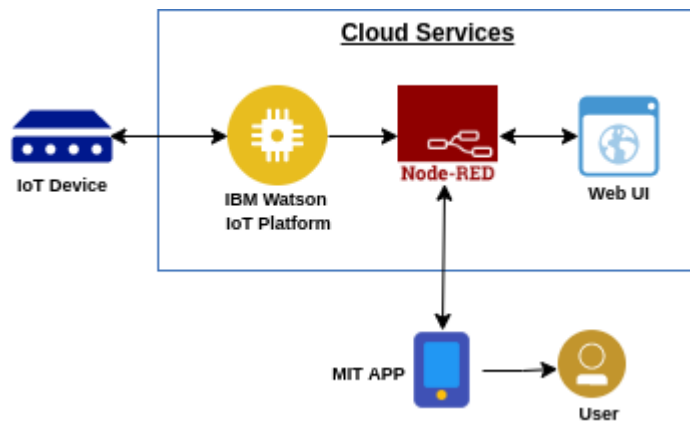 Cloud Services
IoT Device
IBM Watson
IoT Platform
Node-RED
Web UI
MIT APP
User